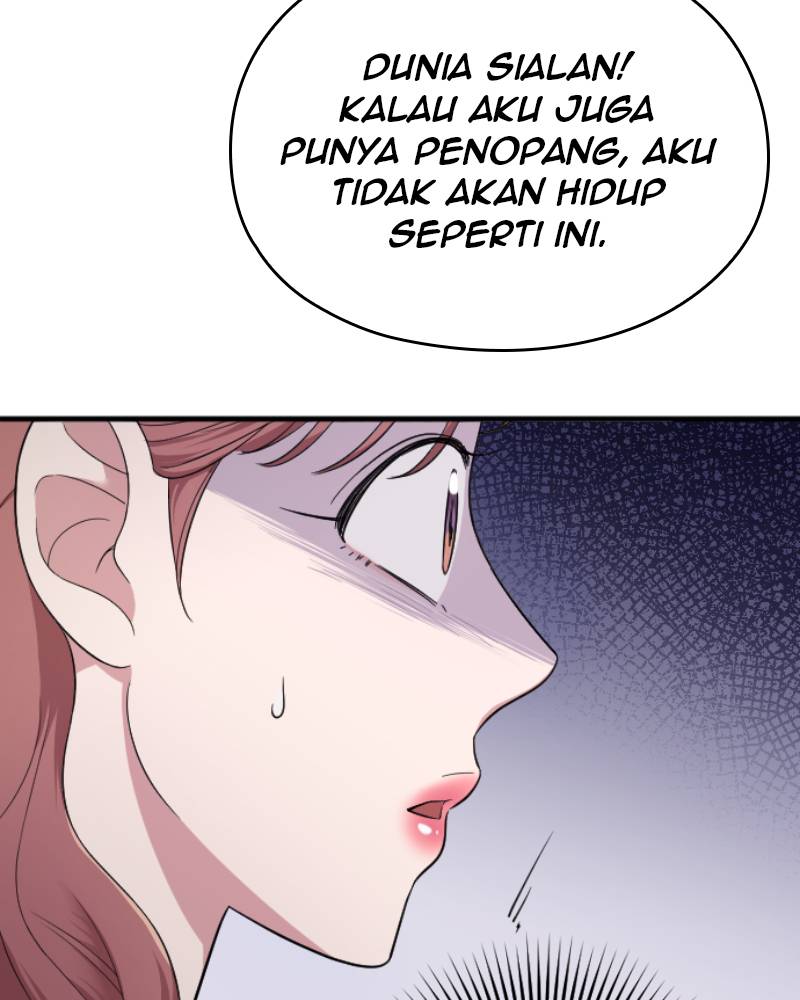 DUNIA SIALAN!
KALAU AKU JUGA
PUNYA PENOPANG, AKU
TIDAK AKAN HIDUP
SEPERTI INI.